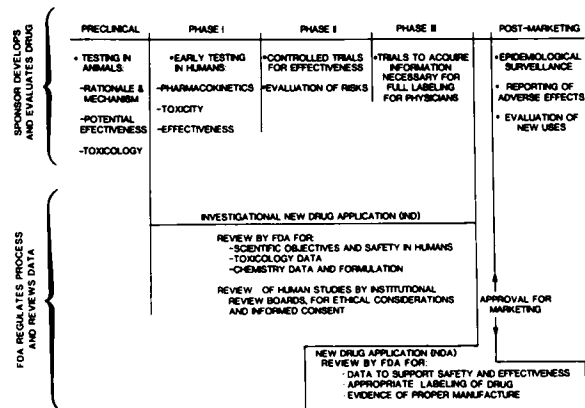 SPONSOR DEVELOPS
AND EVALUATES DRUG
PRECLINICAL
• TESTING IN
ANIMALS:
-RATIONALE &
MECHANISM
-POTENTIAL
EFECTIVENESS
-TOXICOLOGY
PHASE I
•EARLY TESTING
IN HUMANS:
-PHARMACOKINETICS
-TOXICITY
-EFFECTIVENESS
PHASE II
•CONTROLLED TRIALS
FOR EFFECTIVENESS
•EVALUATION OF RISKS
PHASE III
•TRIALS TO ACQUIRE
INFORMATION
NECESSARY FOR
FULL LABELING
FOR PHYSICIANS
POST-MARKETING
•EPIDEMIOLOGICAL
SURVEILLANCE
• REPORTING OF
ADVERSE EFFECTS
• EVALUATION OF
NEW USES
FDA REGULATES PROCESS
AND REVIEWS DATA
INVESTIGATIONAL NEW DRUG APPLICATION (IND)
REVIEW BY FDA FOR:
-SCIENTIFIC OBJECTIVES AND SAFETY IN HUMANS
-TOXICOLOGY DATA
-CHEMISTRY DATA AND FORMULATION
REVIEW OF HUMAN STUDIES BY INSTITUTIONAL
REVIEW BOARDS, FOR ETHICAL CONSIDERATIONS
AND INFORMED CONSENT
APPROVAL FOR
MARKETING
NEW DRUG APPLICATION (NDA)
REVIEW BY FDA FOR:
· DATA TO SUPPORT SAFETY AND EFFECTIVENESS
· APPROPRIATE LABELING OF DRUG
· EVIDENCE OF PROPER MANUFACTURE